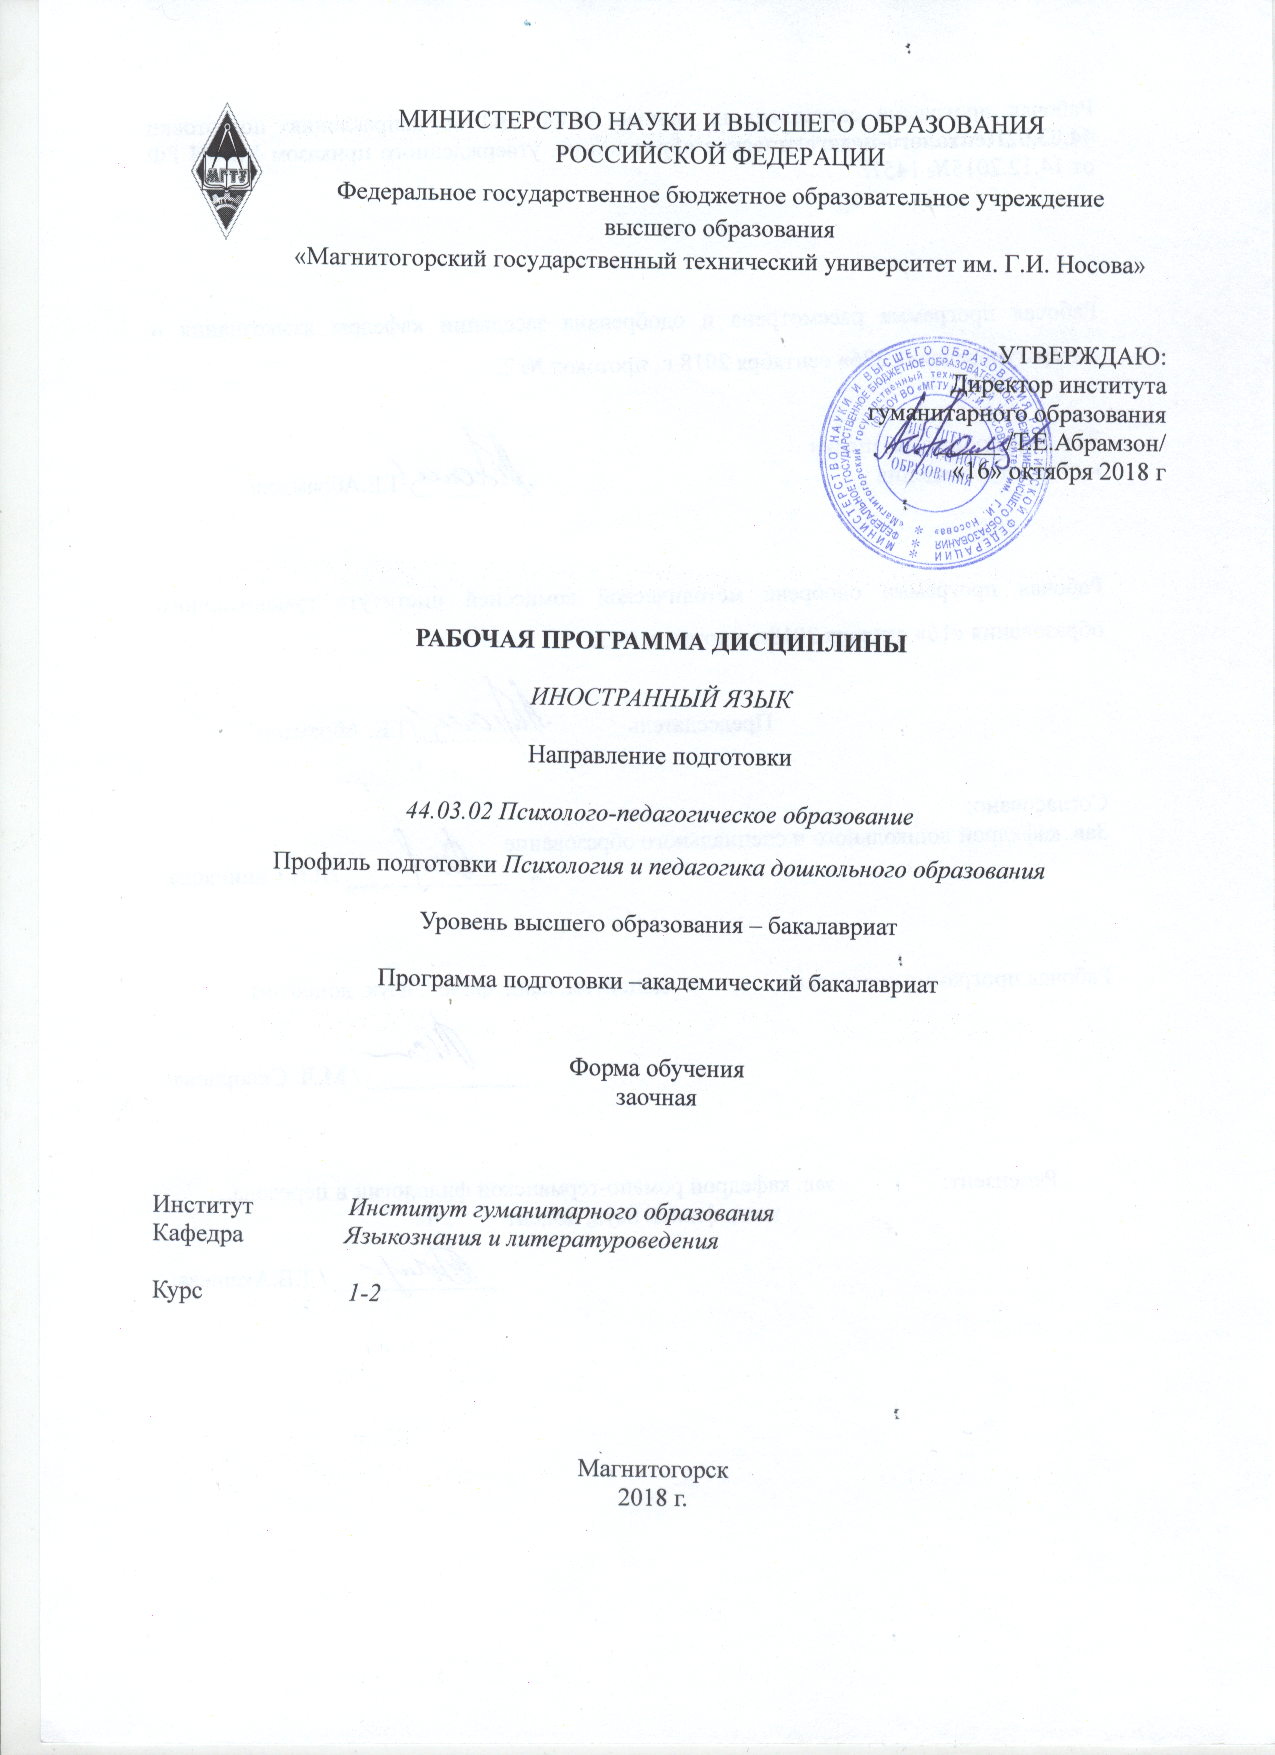 МИНИСТЕРСТВО НАУКИ И ВЫСШЕГО ОБРАЗОВАНИЯ
РОССИЙСКОЙ ФЕДЕРАЦИИ
Федеральное государственное бюджетное образовательное учреждение
высшего образования
«Магнитогорский государственный технический университет им. Г.И. Носова»
МГТУ
УТВЕРЖДАЮ:
Директор института
гуманитарного образования
/Т.Е.Абрамзон/
«16» октября 2018 г
РАБОЧАЯ ПРОГРАММА ДИСЦИПЛИНЫ
ИНОСТРАННЫЙ ЯЗЫК
Направление подготовки
44.03.02 Психолого-педагогическое образование
Профиль подготовки Психология и педагогика дошкольного образования
Уровень высшего образования – бакалавриат
Программа подготовки –академический бакалавриат
Форма обучения
заочная
Институт Институт гуманитарного образования
Кафедра Языкознания и литературоведения
Курс 1-2
Магнитогорск
2018 г.